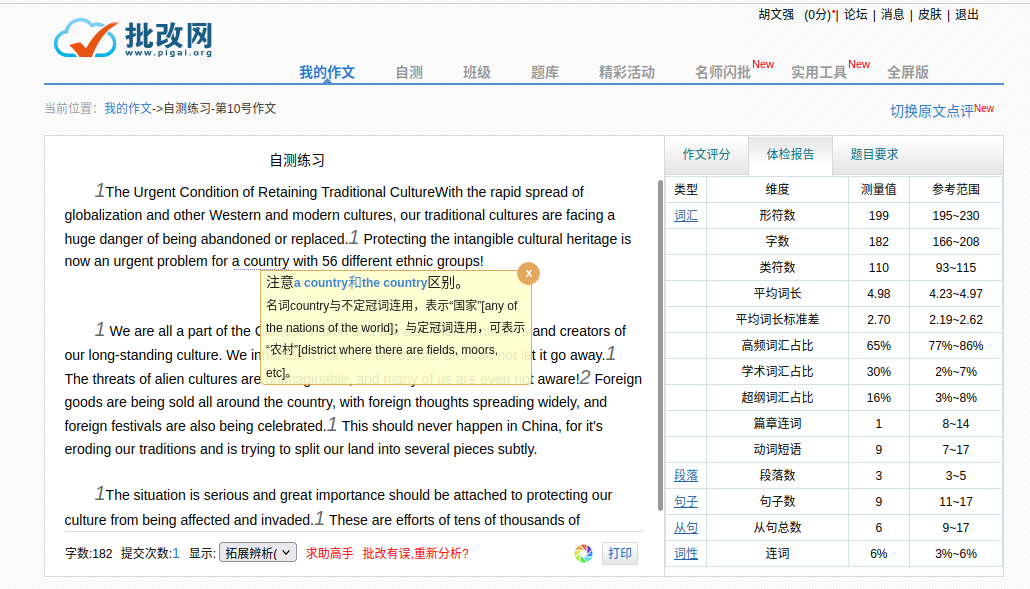 胡文强 (0分)•| 论坛 | 消息 | 皮肤 | 退出
批改网
www.pigai.org
我的作文 自测 班级 题库 精彩活动 名师闪批New 实用工具New 全屏版
当前位置：我的作文->自测练习-第10号作文
切换原文点评New
自测练习
1The Urgent Condition of Retaining Traditional CultureWith the rapid spread of
globalization and other Western and modern cultures, our traditional cultures are facing a
huge danger of being abandoned or replaced.1 Protecting the intangible cultural heritage is
now an urgent problem for a country with 56 different ethnic groups!
注意a country和the country区别。
x
名词country与不定冠词连用，表示“国家”[any of
the nations of the world]；与定冠词连用，可表示
“农村”[district where there are fields, moors,
etc]。
1 We are all a part of the C and creators of
our long-standing culture. We in let it go away.1
The threats of alien cultures are unimaginable, and many of us are even not aware!2 Foreign
goods are being sold all around the country, with foreign thoughts spreading widely, and
foreign festivals are also being celebrated.1 This should never happen in China, for it's
eroding our traditions and is trying to split our land into several pieces subtly.
1The situation is serious and great importance should be attached to protecting our
culture from being affected and invaded.1 These are efforts of tens of thousands of
字数:182 提交次数:1 显示: 拓展辨析( 求助高手 批改有误,重新分析? 打印
作文评分 体检报告 题目要求
类型 维度 测量值 参考范围
词汇 形符数 199 195~230
字数 182 166~208
类符数 110 93~115
平均词长 4.98 4.23~4.97
平均词长标准差 2.70 2.19~2.62
高频词汇占比 65% 77%~86%
学术词汇占比 30% 2%~7%
超纲词汇占比 16% 3%~8%
篇章连词 1 8~14
动词短语 9 7~17
段落 段落数 3 3~5
句子 句子数 9 11~17
从句 从句总数 6 9~17
词性 连词 6% 3%~6%